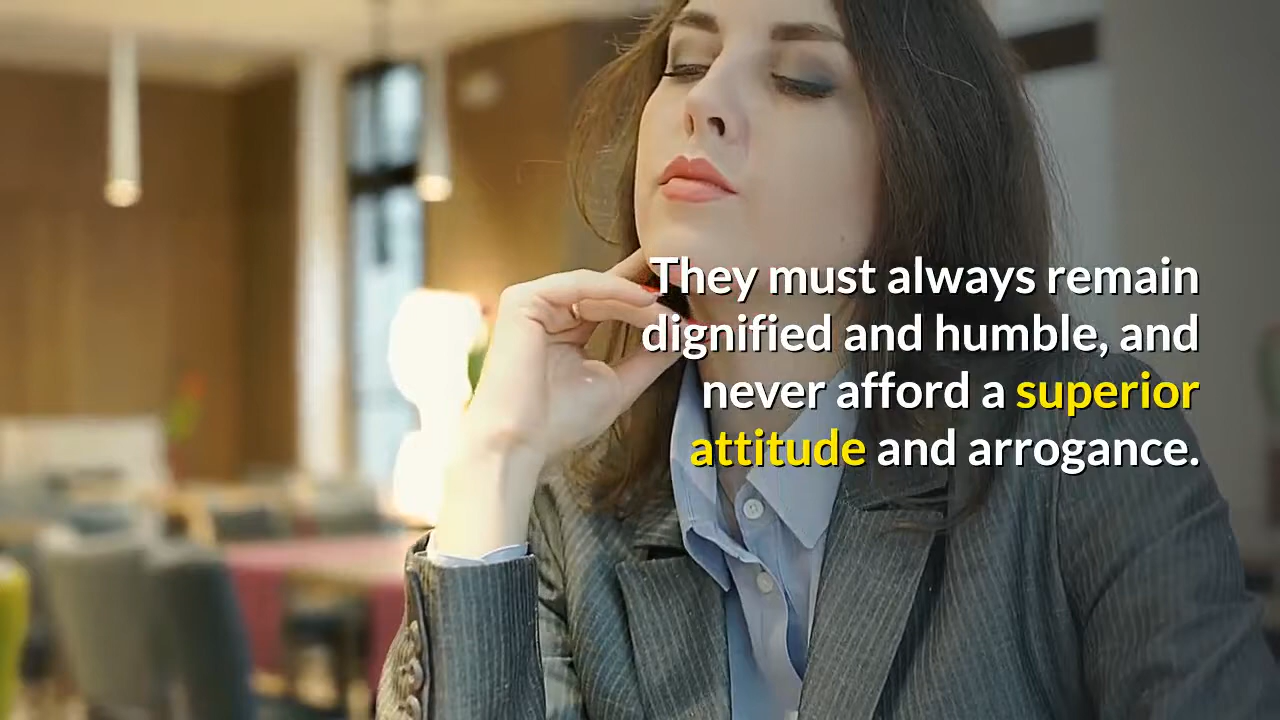 They must always remain
dignified and humble, and
never afford a superior
attitude and arrogance.